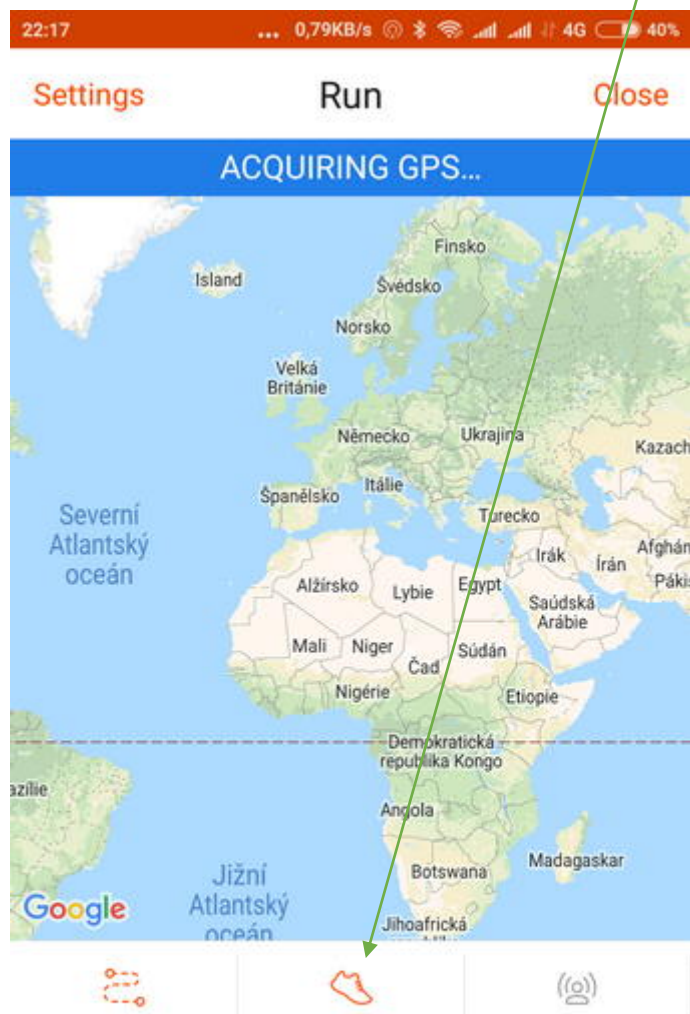 22:17 ... 0,79KB/s 4G 40%
Settings Run Close
ACQUIRING GPS...
Finsko
Island
Švédsko
Norsko
Velká
Británie
Německo
Ukrajina
Kazach
Itálie
Španělsko
Turecko
Severní
Atlantský
oceán
Irák
Írán
Afghán
Alžírsko
Lybie
Egypt
Pákis
Saúdská
Arábie
Mali
Niger
Čad
Súdán
Nigérie
Etiopie
Demokratická
republika Kongo
azílie
Angola
Botswana
Madagaskar
Jižní
Atlantský
oceán
Google
Jihoafrická